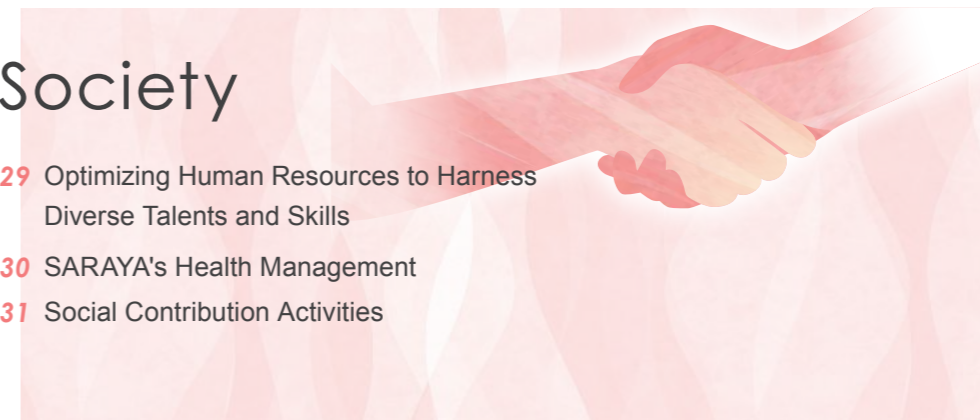 Society
29 Optimizing Human Resources to Harness
Diverse Talents and Skills
30 SARAYA's Health Management
31 Social Contribution Activities